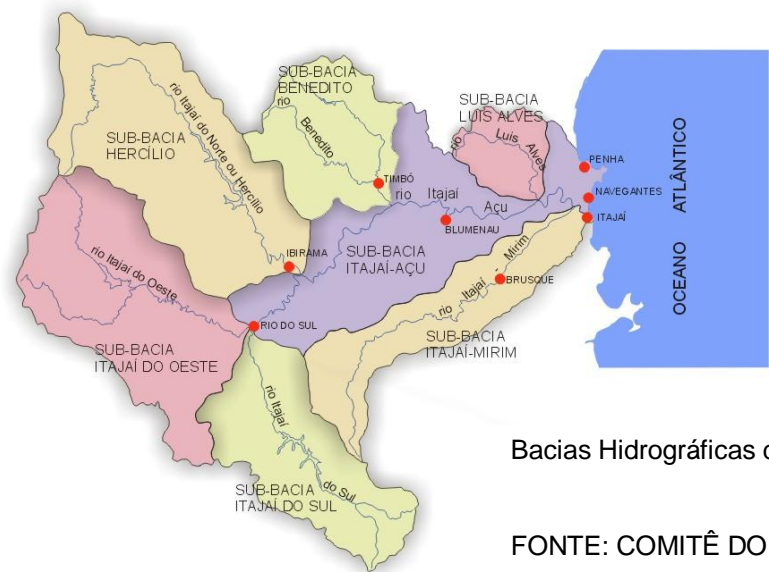 SUB-BACIA
BENEDITO
rio
Benedito
SUB-BACIA
LUIS ALVES
rio
Luis Alves
SUB-BACIA
HERCÍLIO
rio Itajaí do Norte ou Hercílio
TIMBÓ
PENHA
NAVEGANTES
ITAJAÍ
OCEANO ATLÂNTICO
rio Itajaí Açu
BLUMENAU
SUB-BACIA
ITAJAÍ-AÇU
IBIRAMA
rio Itajaí - Mirim
BRUSQUE
SUB-BACIA
ITAJAÍ-MIRIM
rio Itajaí do Oeste
RIO DO SUL
SUB-BACIA
ITAJAÍ DO OESTE
rio Itajaí do Sul
SUB-BACIA
ITAJAÍ DO SUL
Bacias Hidrográficas
FONTE: COMITÊ DO